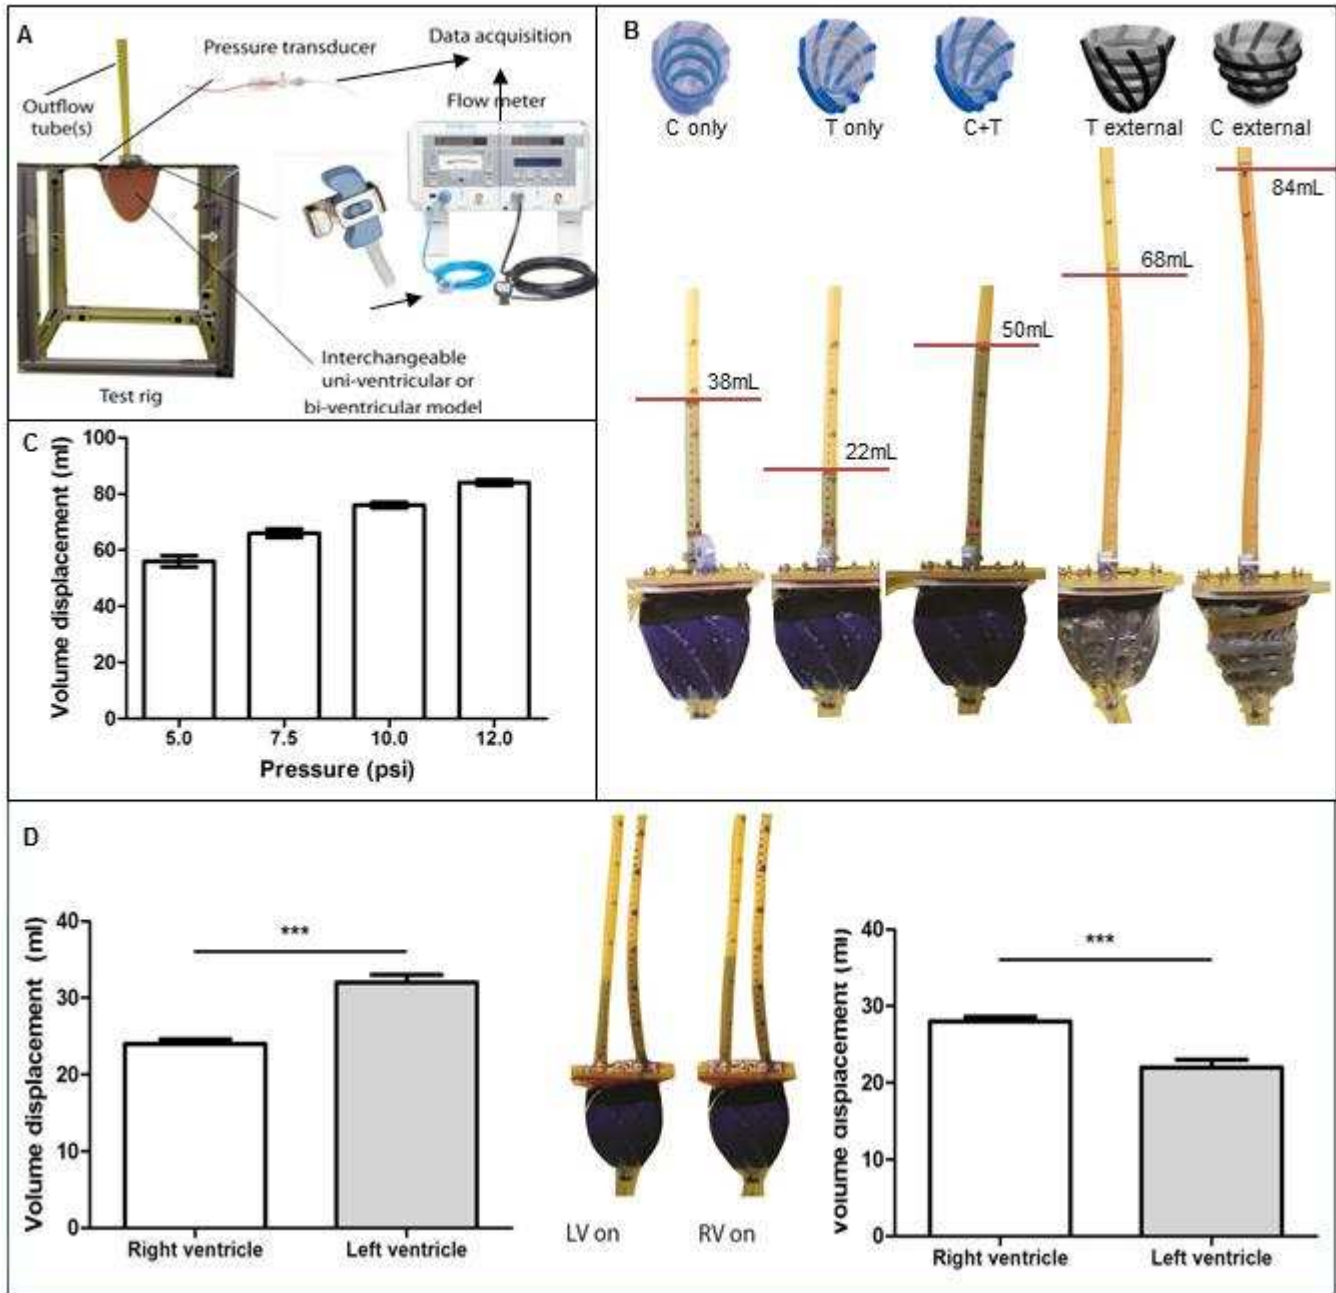 A
Pressure transducer
Data acquisition
Outflow
tube(s)
Flow meter
Interchangeable
uni-ventricular or
bi-ventricular model
Test rig
B
C only
T only
C+T
T external
C external
38mL
22mL
50mL
68mL
84mL
C
Volume displacement (ml)
100
80
60
40
20
0
5.0
7.5
10.0
12.0
Pressure (psi)
D
Volume displacement (ml)
40
30
20
10
0
***
Right ventricle
Left ventricle
LV on
RV on
Volume displacement (ml)
40
30
20
10
0
***
Right ventricle
Left ventricle